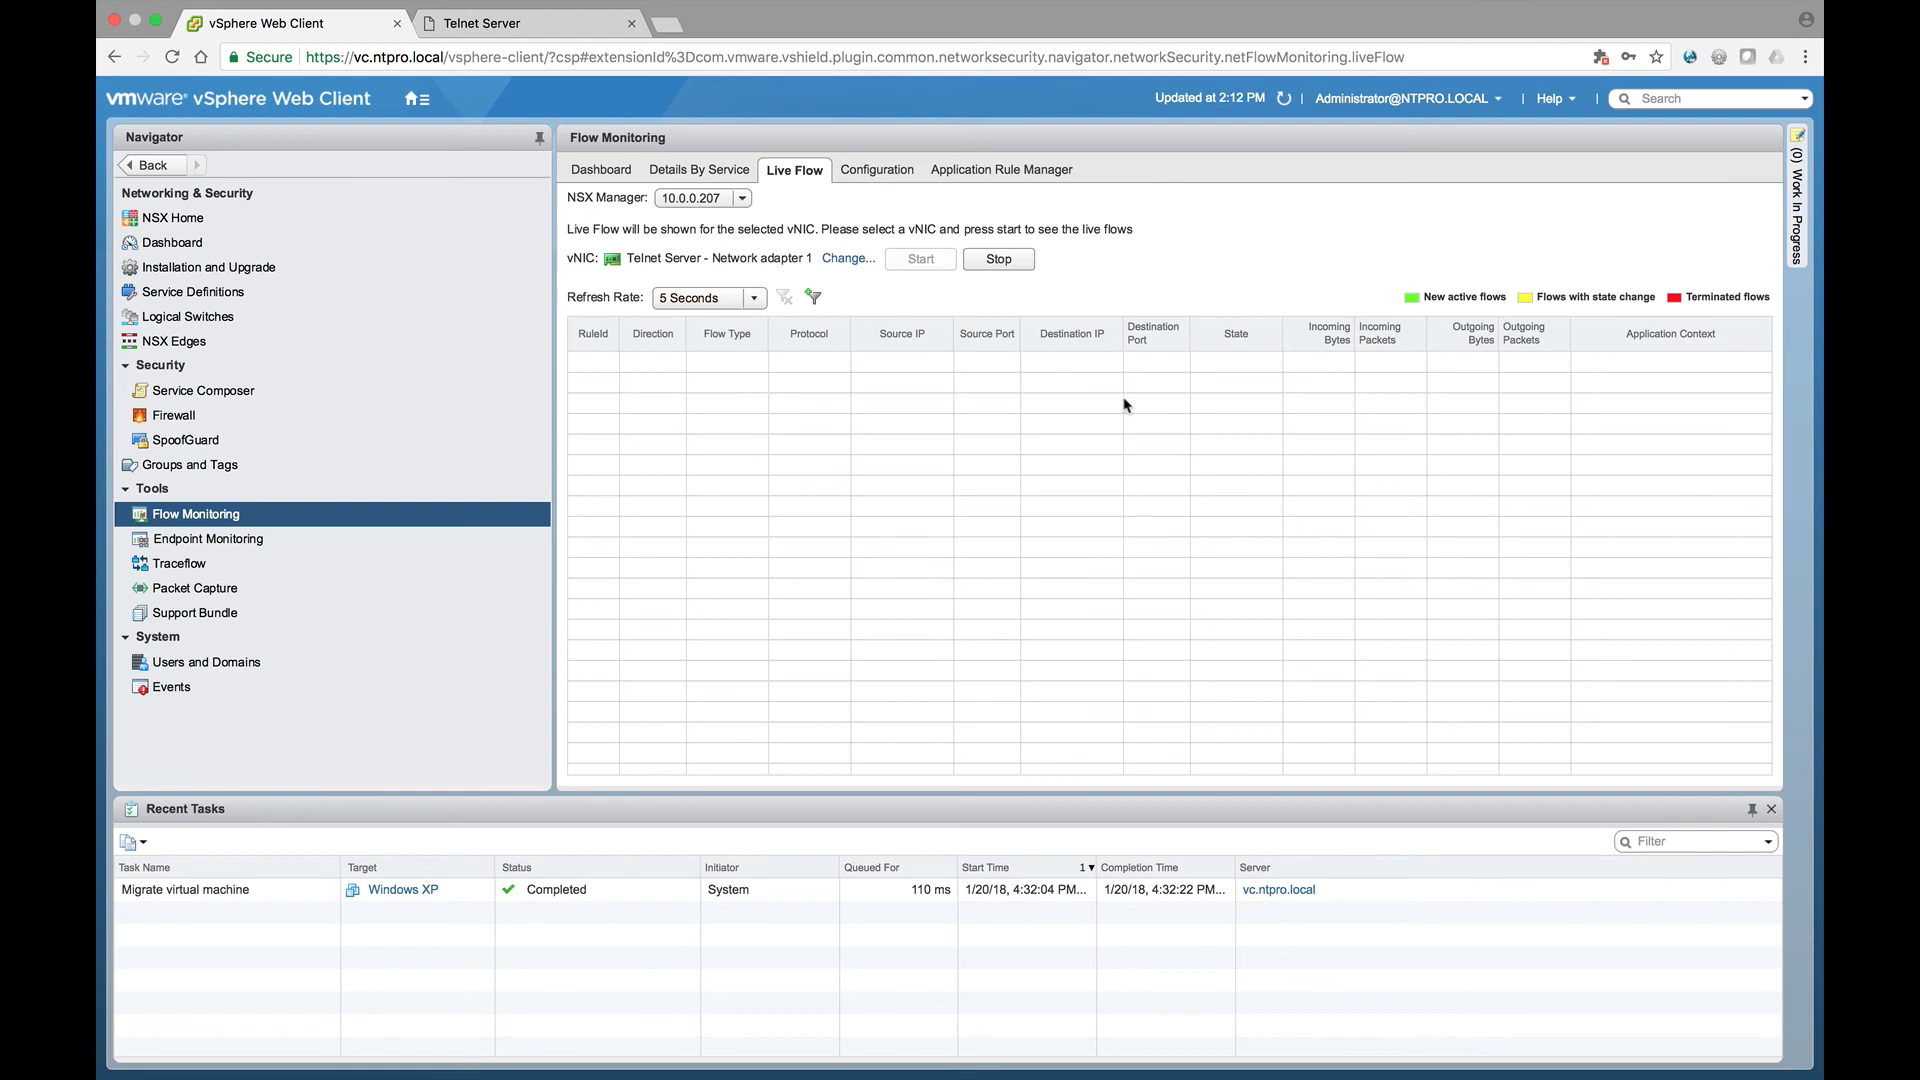 vSphere Web Client
Telnet Server
Secure https://vc.ntpro.local/vsphere-client/?csp#extensionId%3Dcom.vmware.vshield.plugin.common.networksecurity.navigator.networkSecurity.netFlowMonitoring.liveFlow
vmware® vSphere Web Client
Updated at 2:12 PM | Administrator@NTPRO.LOCAL | Help | Search
Navigator
Back
Networking & Security
NSX Home
Dashboard
Installation and Upgrade
Service Definitions
Logical Switches
NSX Edges
Security
Service Composer
Firewall
SpoofGuard
Groups and Tags
Tools
Flow Monitoring
Endpoint Monitoring
Traceflow
Packet Capture
Support Bundle
System
Users and Domains
Events
Flow Monitoring
Dashboard Details By Service Live Flow Configuration Application Rule Manager
NSX Manager: 10.0.0.207
Live Flow will be shown for the selected vNIC. Please select a vNIC and press start to see the live flows
vNIC: Telnet Server - Network adapter 1 Change... Start Stop
Refresh Rate: 5 Seconds
New active flows Flows with state change Terminated flows
RuleId Direction Flow Type Protocol Source IP Source Port Destination IP Destination Port State Incoming Bytes Incoming Packets Outgoing Bytes Outgoing Packets Application Context
(0) Work In Progress
Recent Tasks
Filter
Task Name Target Status Initiator Queued For Start Time 1 Completion Time Server
Migrate virtual machine Windows XP Completed System 110 ms 1/20/18, 4:32:04 PM... 1/20/18, 4:32:22 PM... vc.ntpro.local